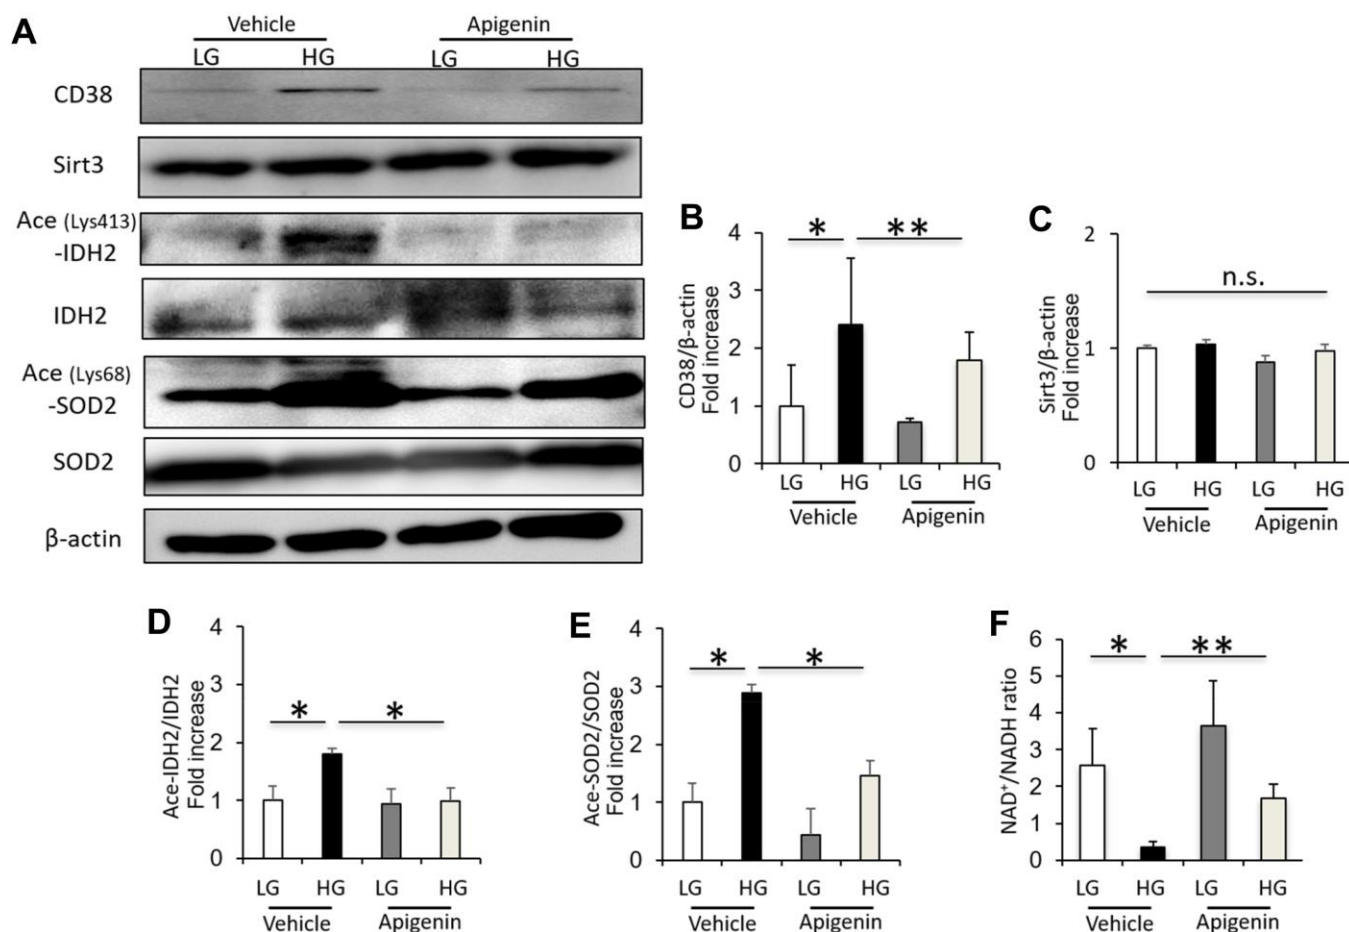 A
Vehicle Apigenin
LG HG LG HG
CD38
Sirt3
Ace (Lys413)
-IDH2
IDH2
Ace (Lys68)
-SOD2
SOD2
β-actin
B
CD38/β-actin
Fold increase
4
3
2
1
0
* **
LG HG LG HG
Vehicle Apigenin
C
Sirt3/β-actin
Fold increase
2
1
0
n.s.
LG HG LG HG
Vehicle Apigenin
D
Ace-IDH2/IDH2
Fold increase
4
3
2
1
0
* *
LG HG LG HG
Vehicle Apigenin
E
Ace-SOD2/SOD2
Fold increase
4
3
2
1
0
* *
LG HG LG HG
Vehicle Apigenin
F
NAD⁺/NADH ratio
6
5
4
3
2
1
0
* **
LG HG LG HG
Vehicle Apigenin